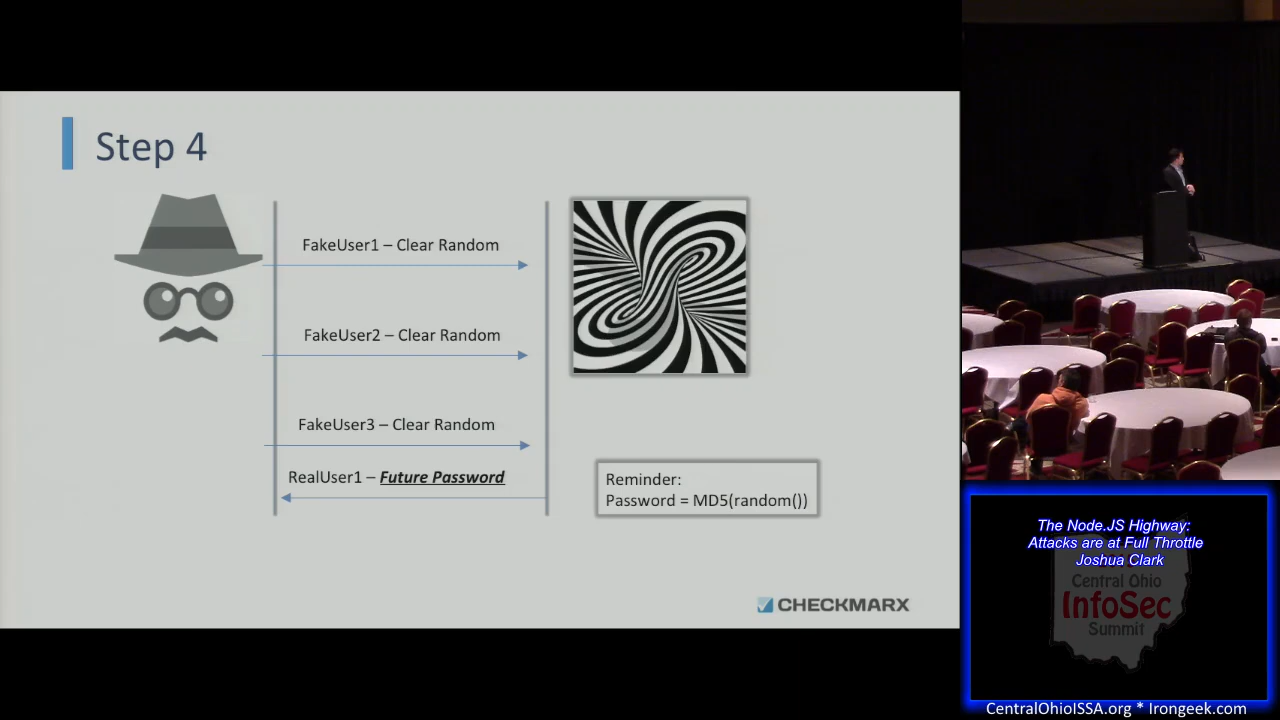 Step 4
FakeUser1 – Clear Random
FakeUser2 – Clear Random
FakeUser3 – Clear Random
RealUser1 – Future Password
Reminder:
Password = MD5(random())
CHECKMARX
The Node.JS Highway:
Attacks are at Full Throttle
Joshua Clark
Central Ohio
InfoSec
Summit
CentralOhioISSA.org * Irongeek.com